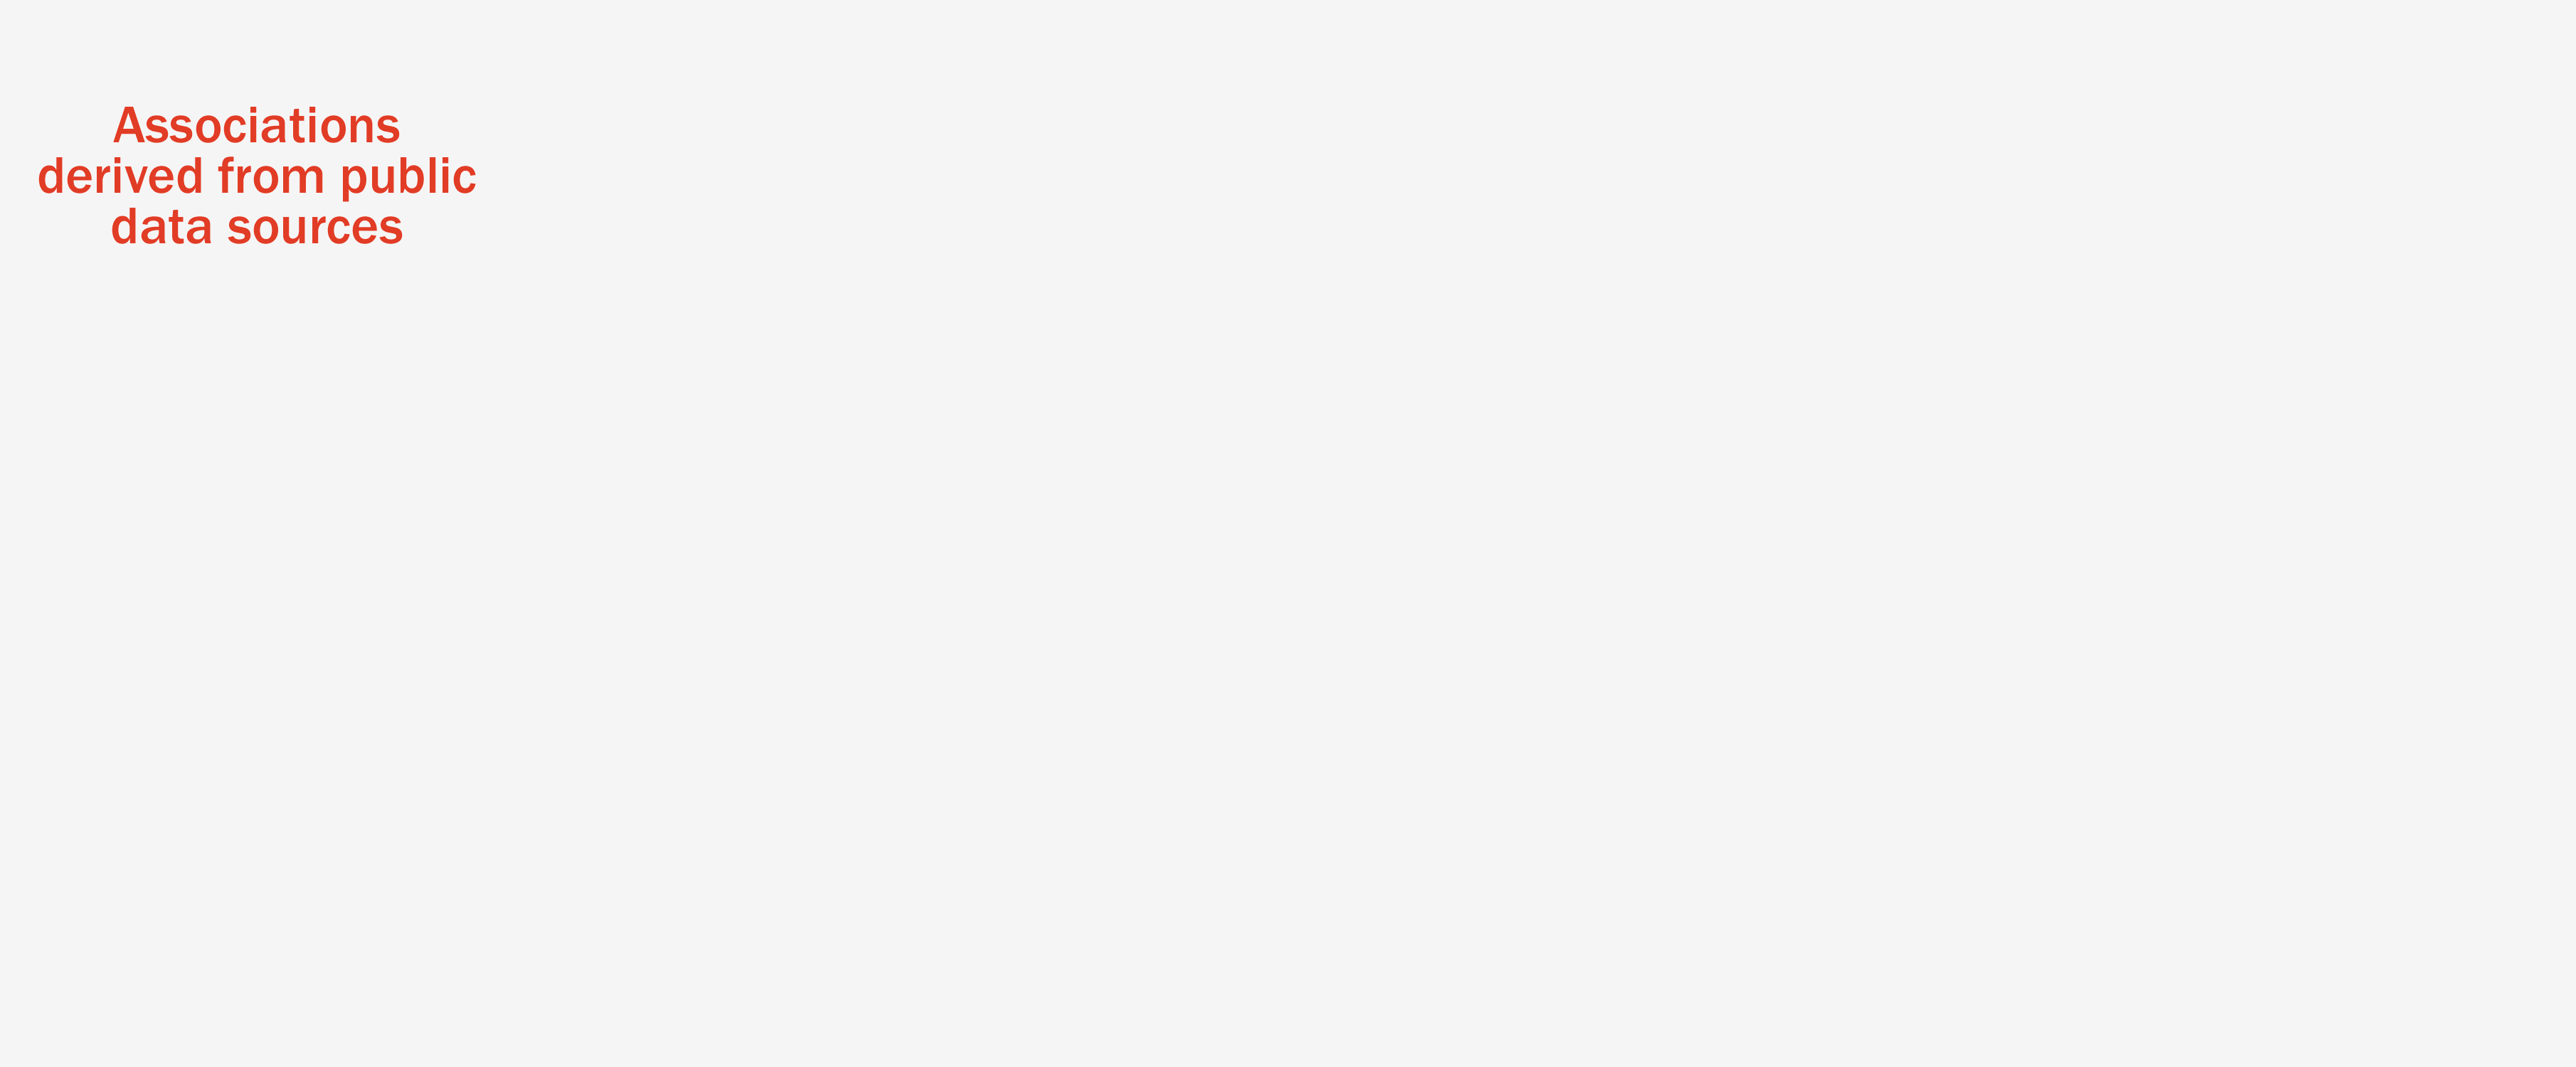 Associations
derived from public
data sources